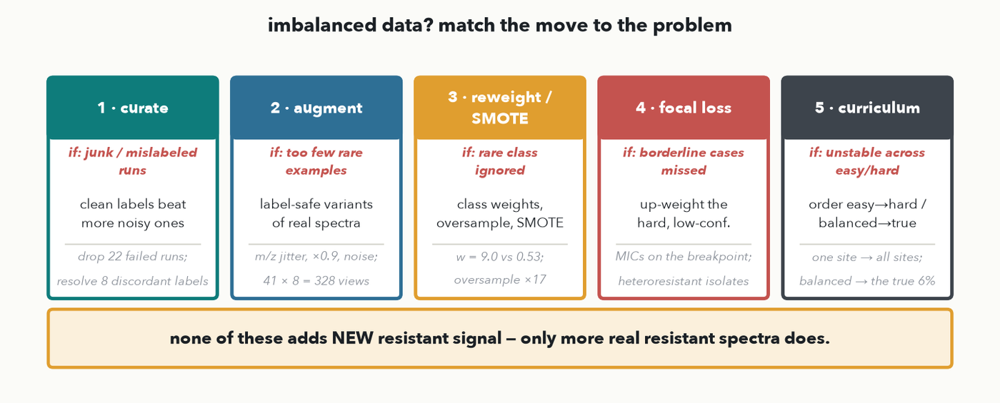 imbalanced data? match the move to the problem
1 · curate
if: junk / mislabeled
runs
clean labels beat
more noisy ones
drop 22 failed runs;
resolve 8 discordant labels
2 · augment
if: too few rare
examples
label-safe variants
of real spectra
m/z jitter, ×0.9, noise;
41 × 8 = 328 views
3 · reweight /
SMOTE
if: rare class
ignored
class weights,
oversample, SMOTE
w = 9.0 vs 0.53;
oversample ×17
4 · focal loss
if: borderline cases
missed
up-weight the
hard, low-conf.
MICs on the breakpoint;
heteroresistant isolates
5 · curriculum
if: unstable across
easy/hard
order easy→hard /
balanced→true
one site → all sites;
balanced → the true 6%
none of these adds NEW resistant signal — only more real resistant spectra does.